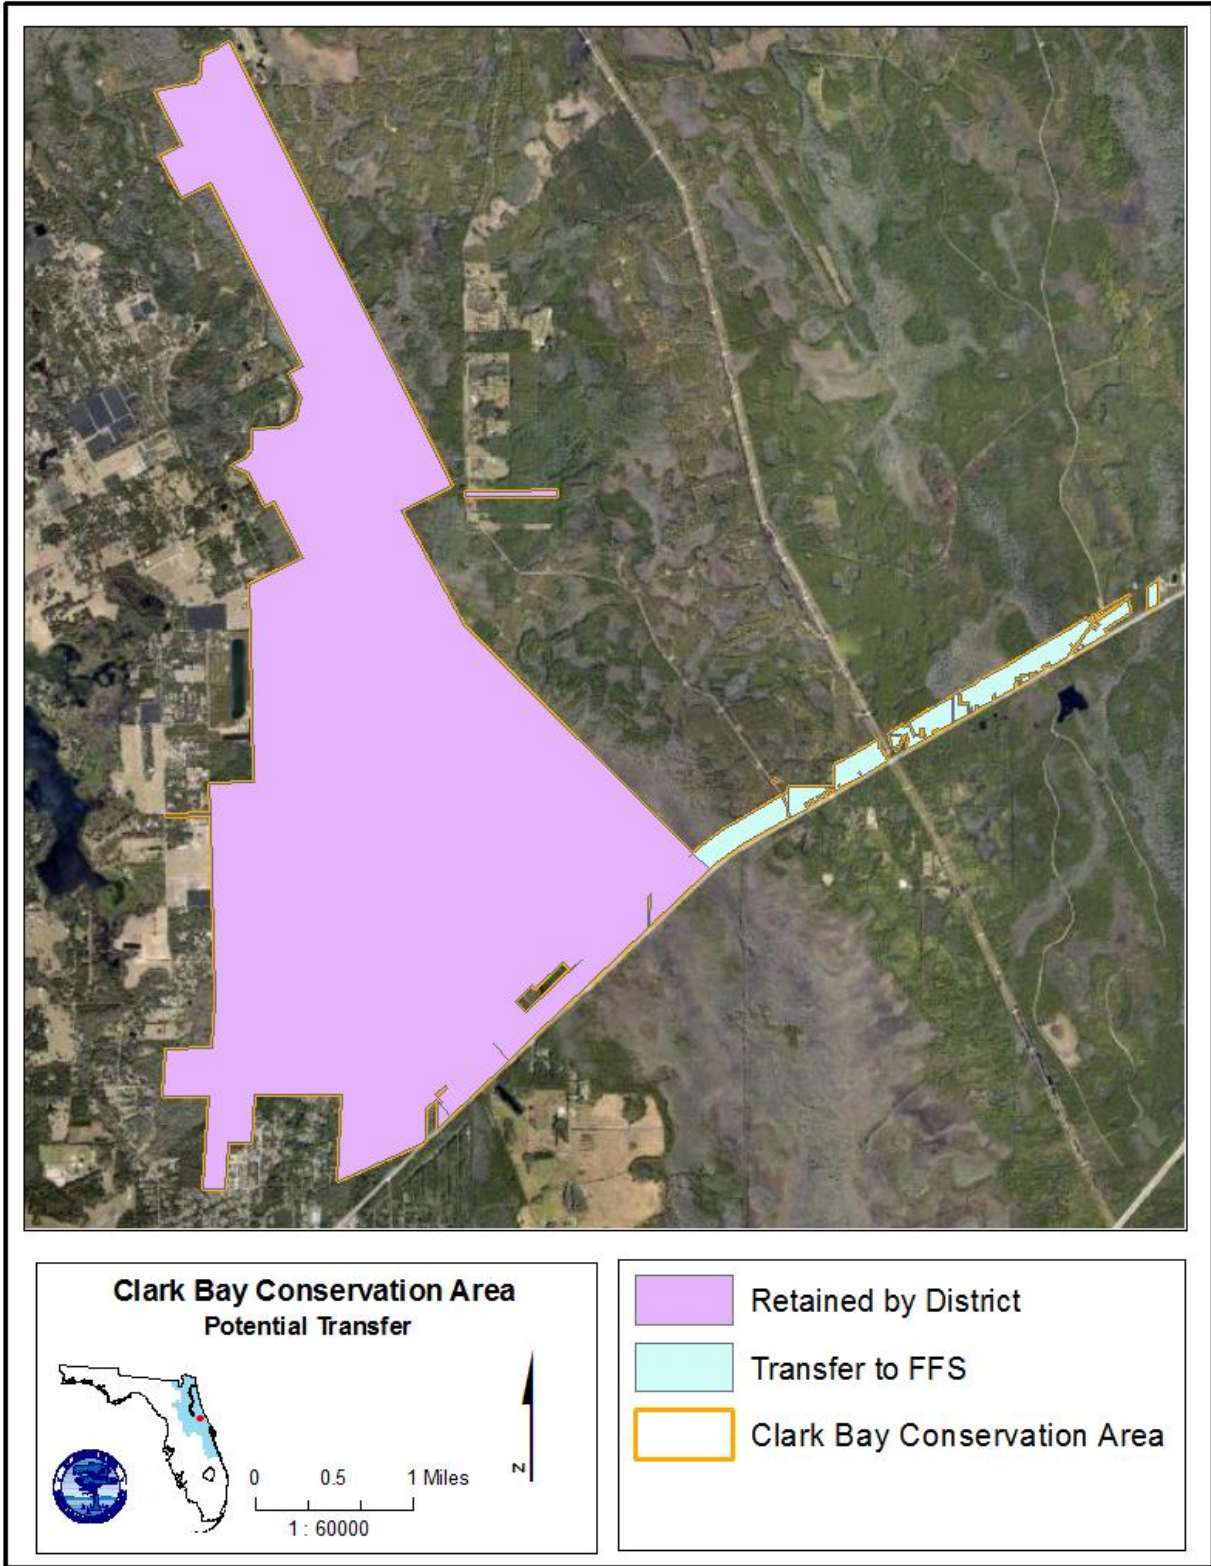 Clark Bay Conservation Area
Potential Transfer
N
0 0.5 1 Miles
1 : 60000
Retained by District
Transfer to FFS
Clark Bay Conservation Area